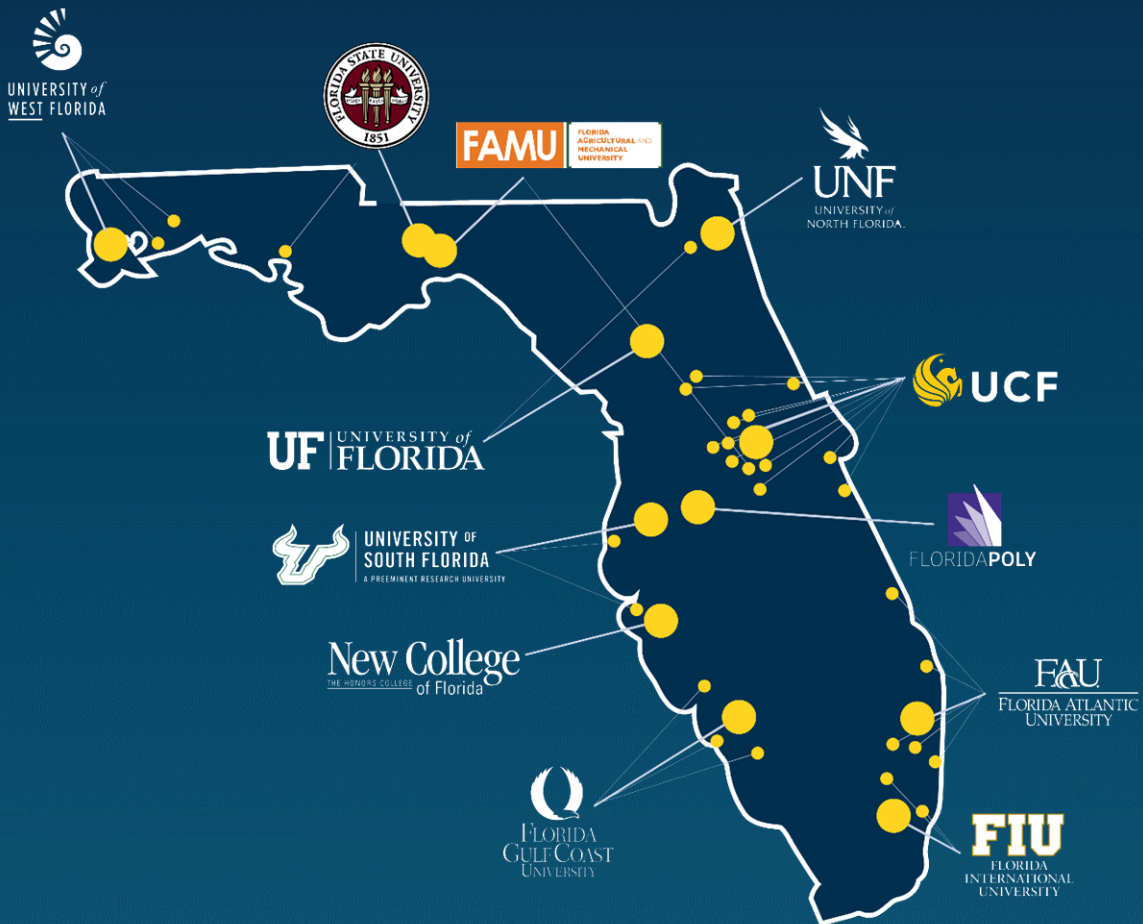 UNIVERSITY of
WEST FLORIDA
FLORIDA STATE UNIVERSITY
1851
FAMU
FLORIDA
AGRICULTURAL AND
MECHANICAL
UNIVERSITY
UNF
UNIVERSITY of
NORTH FLORIDA.
UCF
UF
UNIVERSITY of
FLORIDA
UNIVERSITY OF
SOUTH FLORIDA
A PREEMINENT RESEARCH UNIVERSITY
FLORIDAPOLY
New College
THE HONORS COLLEGE of Florida
FAU
FLORIDA ATLANTIC
UNIVERSITY
FLORIDA
GULF COAST
UNIVERSITY
FIU
FLORIDA
INTERNATIONAL
UNIVERSITY